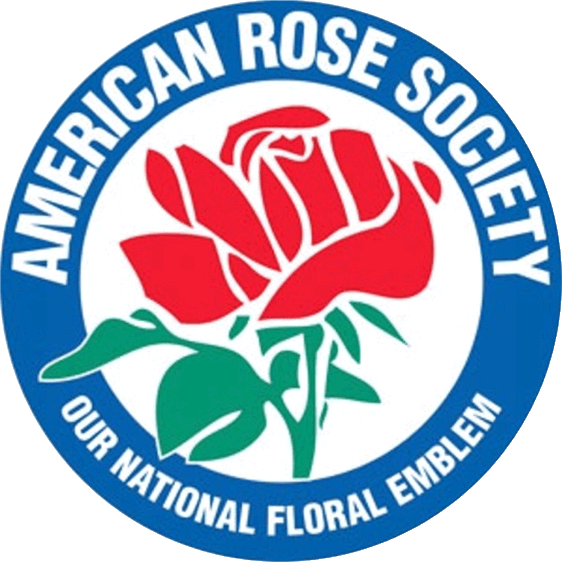 AMERICAN ROSE SOCIETY
OUR NATIONAL FLORAL EMBLEM